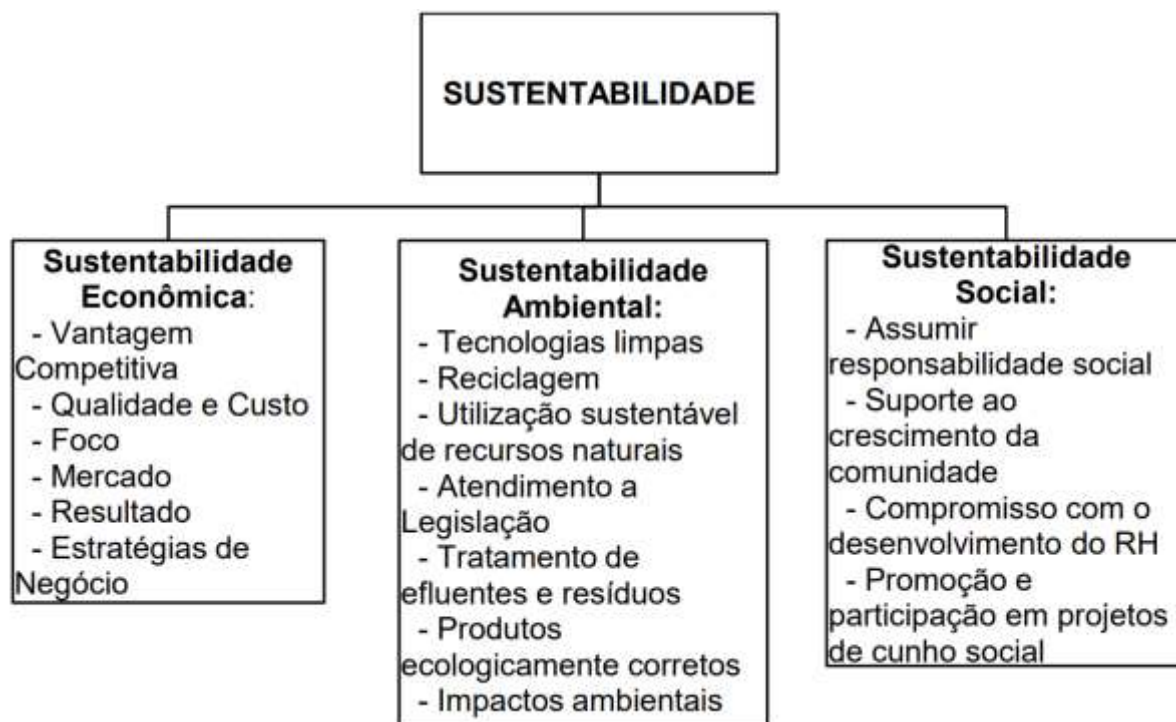 SUSTENTABILIDADE
Sustentabilidade
Econômica:
- Vantagem
Competitiva
- Qualidade e Custo
- Foco
- Mercado
- Resultado
- Estratégias de
Negócio
Sustentabilidade
Ambiental:
- Tecnologias limpas
- Reciclagem
- Utilização sustentável
de recursos naturais
- Atendimento a
Legislação
- Tratamento de
efluentes e resíduos
- Produtos
ecologicamente corretos
- Impactos ambientais
Sustentabilidade
Social:
- Assumir
responsabilidade social
- Suporte ao
crescimento da
comunidade
- Compromisso com o
desenvolvimento do RH
- Promoção e
participação em projetos
de cunho social